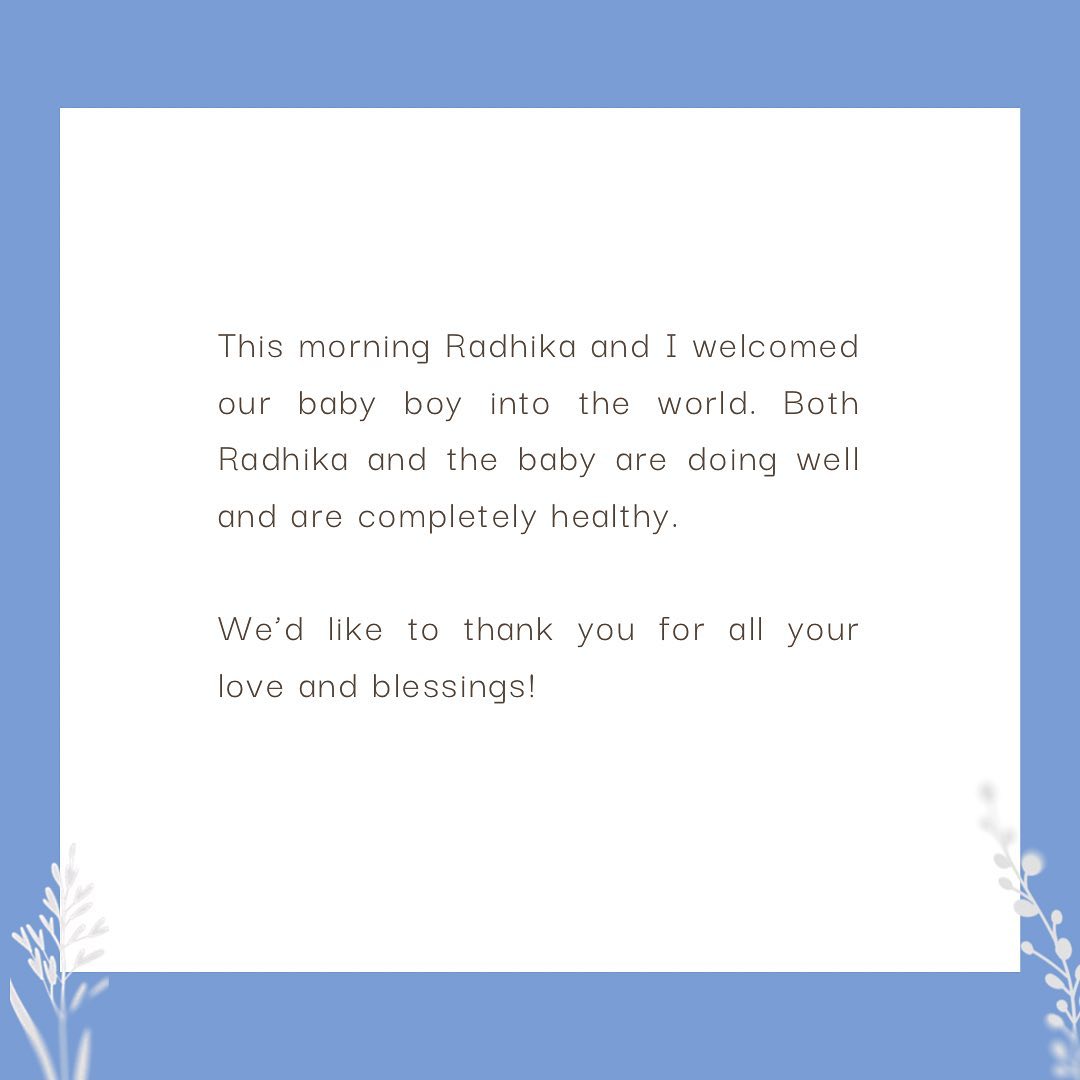 This morning Radhika and I welcomed
our baby boy into the world. Both
Radhika and the baby are doing well
and are completely healthy.
We’d like to thank you for all your
love and blessings!